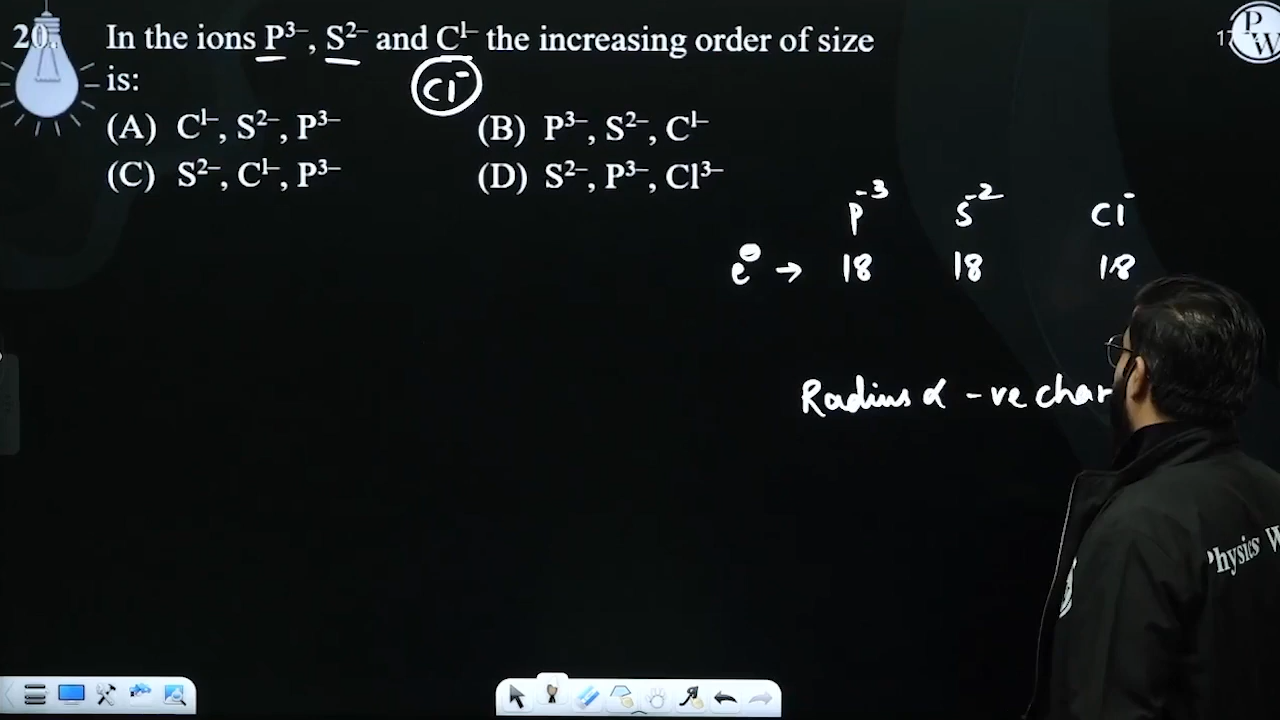 20. In the ions P³⁻, S²⁻ and Cl⁻ the increasing order of size
is:
Cl⁻
(A) Cl⁻, S²⁻, P³⁻ (B) P³⁻, S²⁻, Cl⁻
(C) S²⁻, Cl⁻, P³⁻ (D) S²⁻, P³⁻, Cl³⁻
P⁻³ S⁻² Cl⁻
e⊖ → 18 18 18
Radius α -ve char
P
W
Physics W